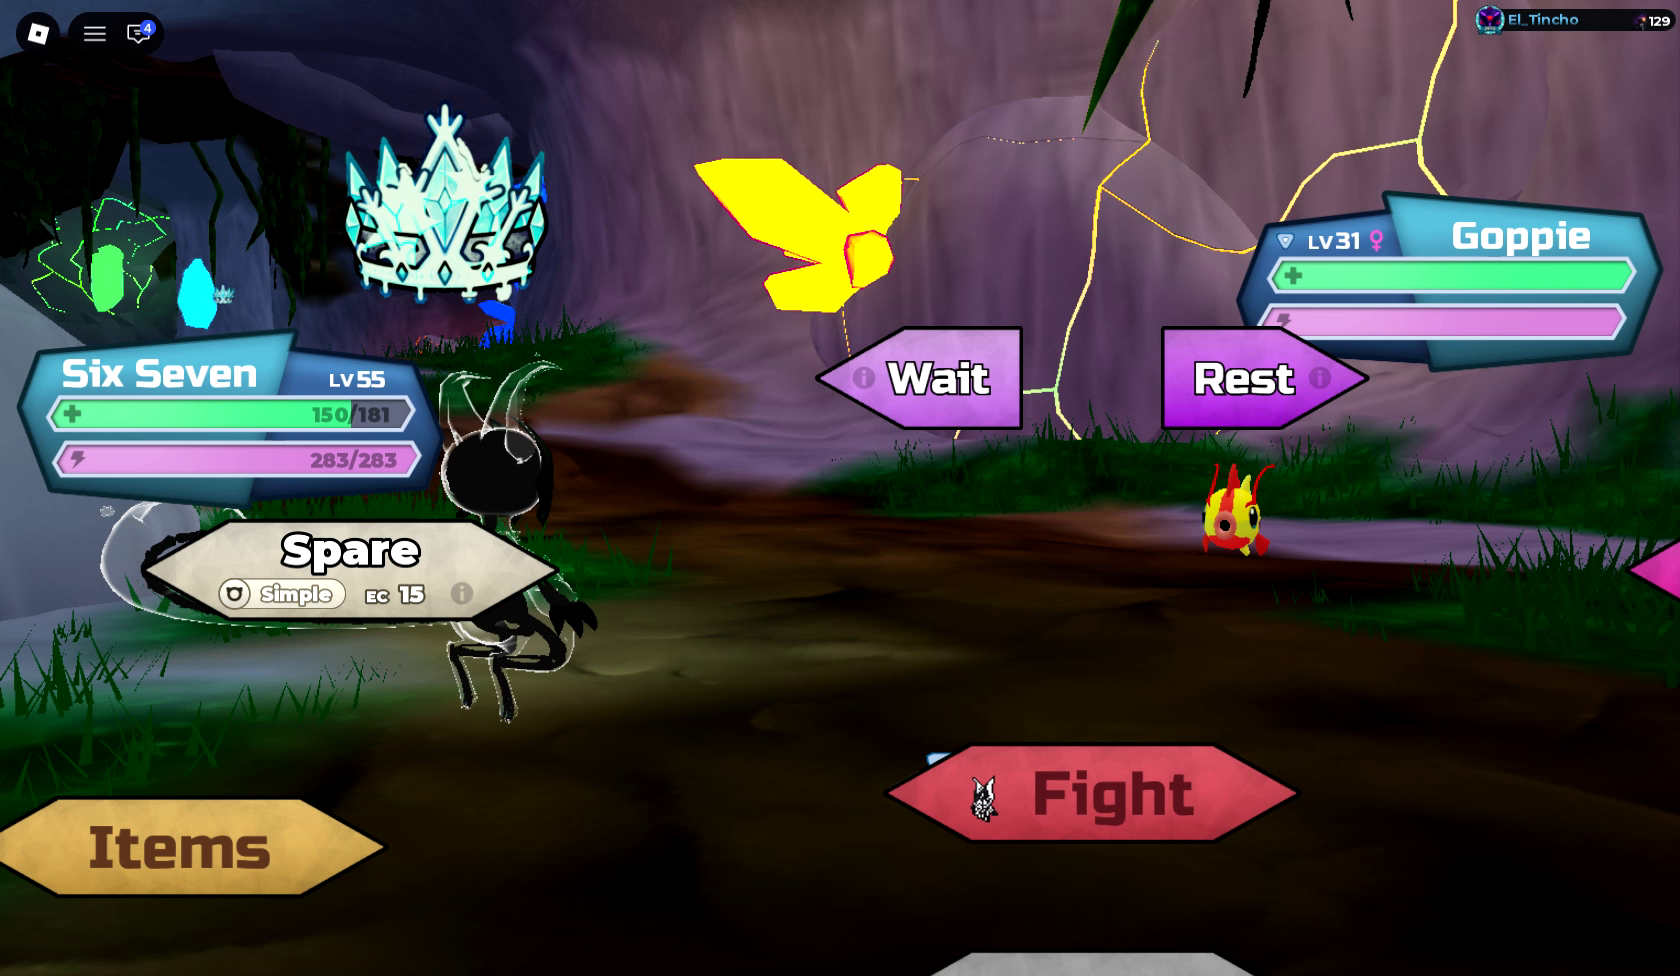 4
El_Tincho
129
LV31
Goppie
Six Seven
LV55
150/181
283/283
Wait
Rest
Spare
Simple
EC 15
Fight
Items